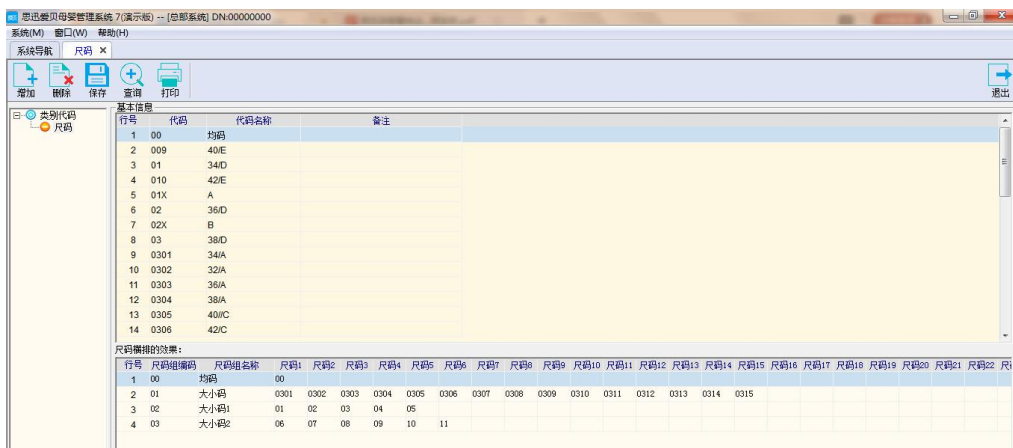 思迅爱贝母婴管理系统 7(演示版) -- [总部系统] DN:00000000
系统(M) 窗口(W) 帮助(H)
系统导航 尺码 ×
增加 删除 保存 查询 打印 退出
类别代码
尺码
基本信息
行号 代码 代码名称 备注
1 00 均码
2 009 40/E
3 01 34/D
4 010 42/E
5 01X A
6 02 36/D
7 02X B
8 03 38/D
9 0301 34/A
10 0302 32/A
11 0303 36/A
12 0304 38/A
13 0305 40//C
14 0306 42/C
尺码横排的效果:
行号 尺码组编码 尺码组名称 尺码1 尺码2 尺码3 尺码4 尺码5 尺码6 尺码7 尺码8 尺码9 尺码10 尺码11 尺码12 尺码13 尺码14 尺码15 尺码16 尺码17 尺码18 尺码19 尺码20 尺码21 尺码22
1 00 均码 00
2 01 大小码 0301 0302 0303 0304 0305 0306 0307 0308 0309 0310 0311 0312 0313 0314 0315
3 02 大小码1 01 02 03 04 05
4 03 大小码2 06 07 08 09 10 11